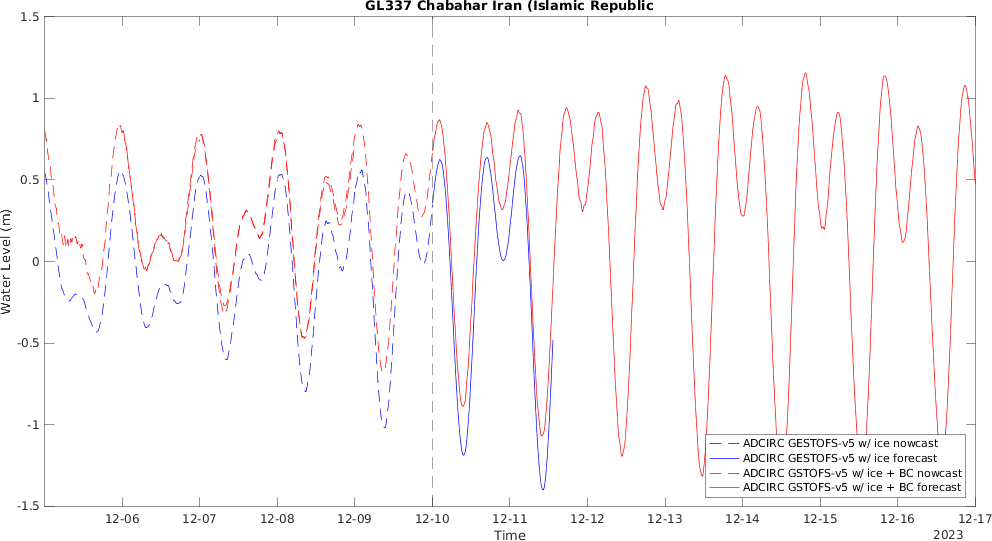 GL337 Chabahar Iran (Islamic Republic
1.5
1
0.5
0
-0.5
-1
-1.5
Water Level (m)
ADCIRC GESTOFS-v5 w/ ice nowcast
ADCIRC GESTOFS-v5 w/ ice forecast
ADCIRC GSTOFS-v5 w/ ice + BC nowcast
ADCIRC GSTOFS-v5 w/ ice + BC forecast
12-06 12-07 12-08 12-09 12-10 12-11 12-12 12-13 12-14 12-15 12-16 12-17
Time
2023